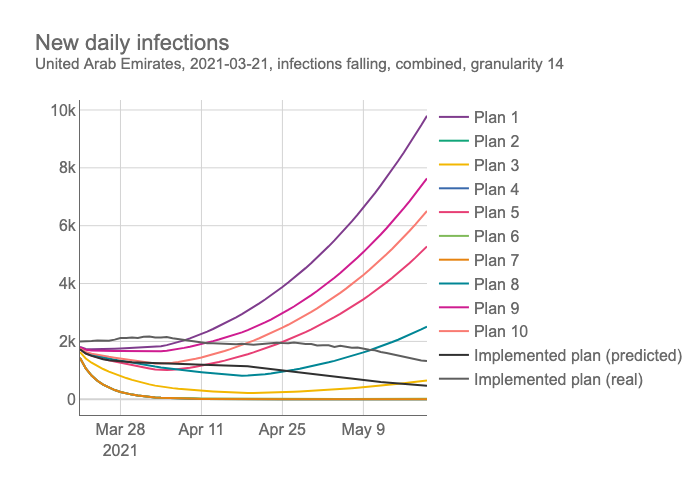 New daily infections
United Arab Emirates, 2021-03-21, infections falling, combined, granularity 14
10k
8k
6k
4k
2k
0
Mar 28
2021
Apr 11
Apr 25
May 9
Plan 1
Plan 2
Plan 3
Plan 4
Plan 5
Plan 6
Plan 7
Plan 8
Plan 9
Plan 10
Implemented plan (predicted)
Implemented plan (real)